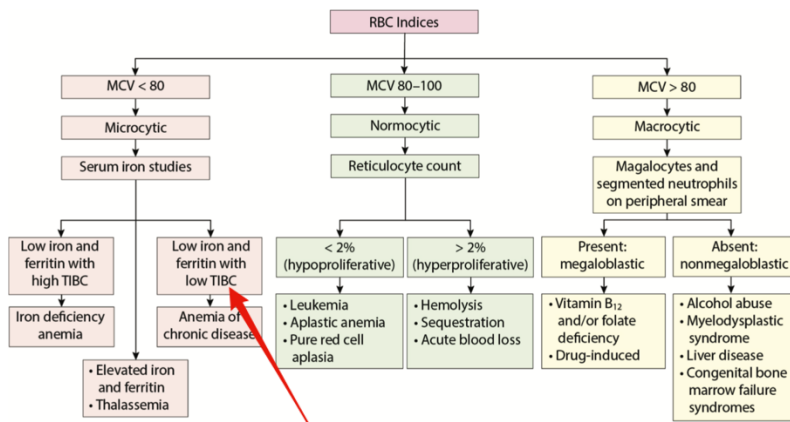 RBC Indices
MCV < 80
Microcytic
Serum iron studies
Low iron and
ferritin with
high TIBC
Iron deficiency
anemia
Low iron and
ferritin with
low TIBC
Anemia of
chronic disease
• Elevated iron
and ferritin
• Thalassemia
MCV 80–100
Normocytic
Reticulocyte count
< 2%
(hypoproliferative)
• Leukemia
• Aplastic anemia
• Pure red cell
aplasia
> 2%
(hyperproliferative)
• Hemolysis
• Sequestration
• Acute blood loss
MCV > 80
Macrocytic
Magalocytes and
segmented neutrophils
on peripheral smear
Present:
megaloblastic
• Vitamin B₁₂
and/or folate
deficiency
• Drug-induced
Absent:
nonmegaloblastic
• Alcohol abuse
• Myelodysplastic
syndrome
• Liver disease
• Congenital bone
marrow failure
syndromes